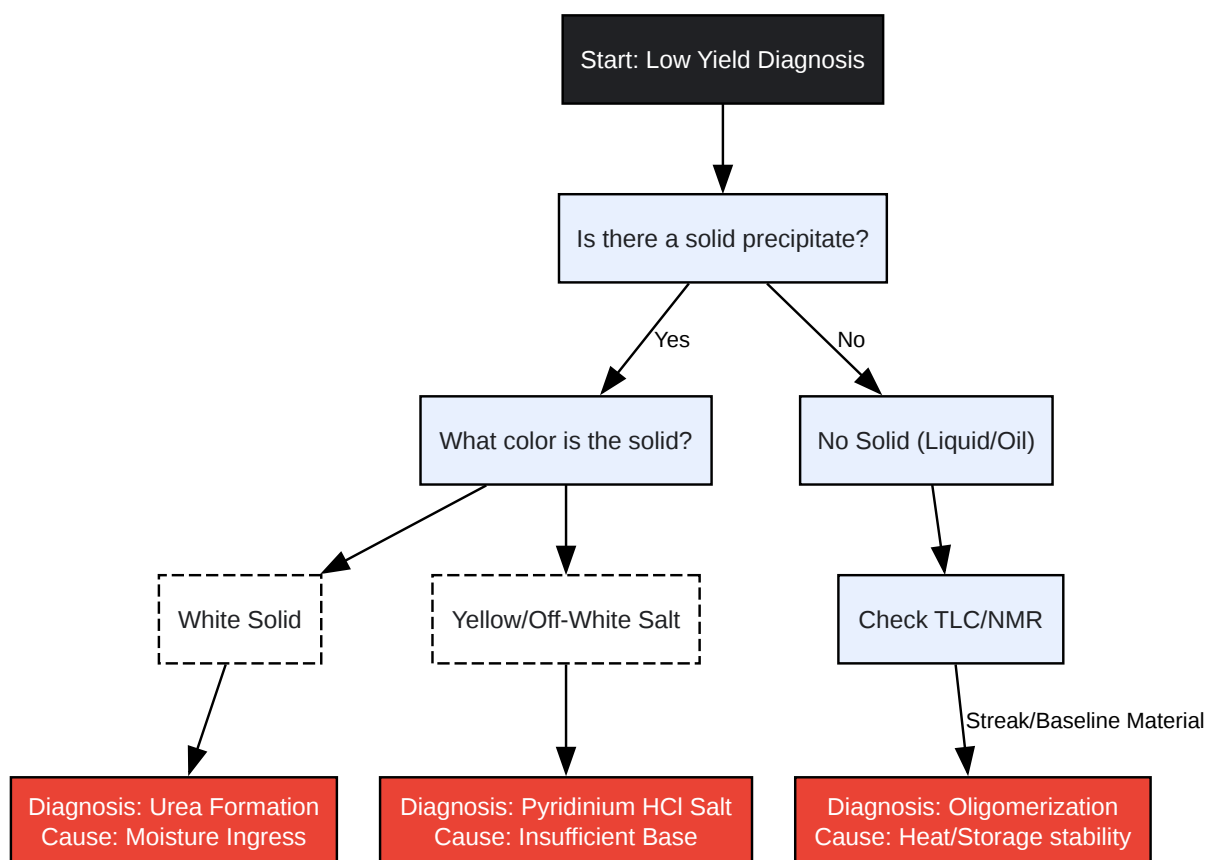 Start: Low Yield Diagnosis
Is there a solid precipitate?
Yes
No
What color is the solid?
No Solid (Liquid/Oil)
White Solid
Yellow/Off-White Salt
Check TLC/NMR
Streak/Baseline Material
Diagnosis: Urea Formation
Cause: Moisture Ingress
Diagnosis: Pyridinium HCl Salt
Cause: Insufficient Base
Diagnosis: Oligomerization
Cause: Heat/Storage stability